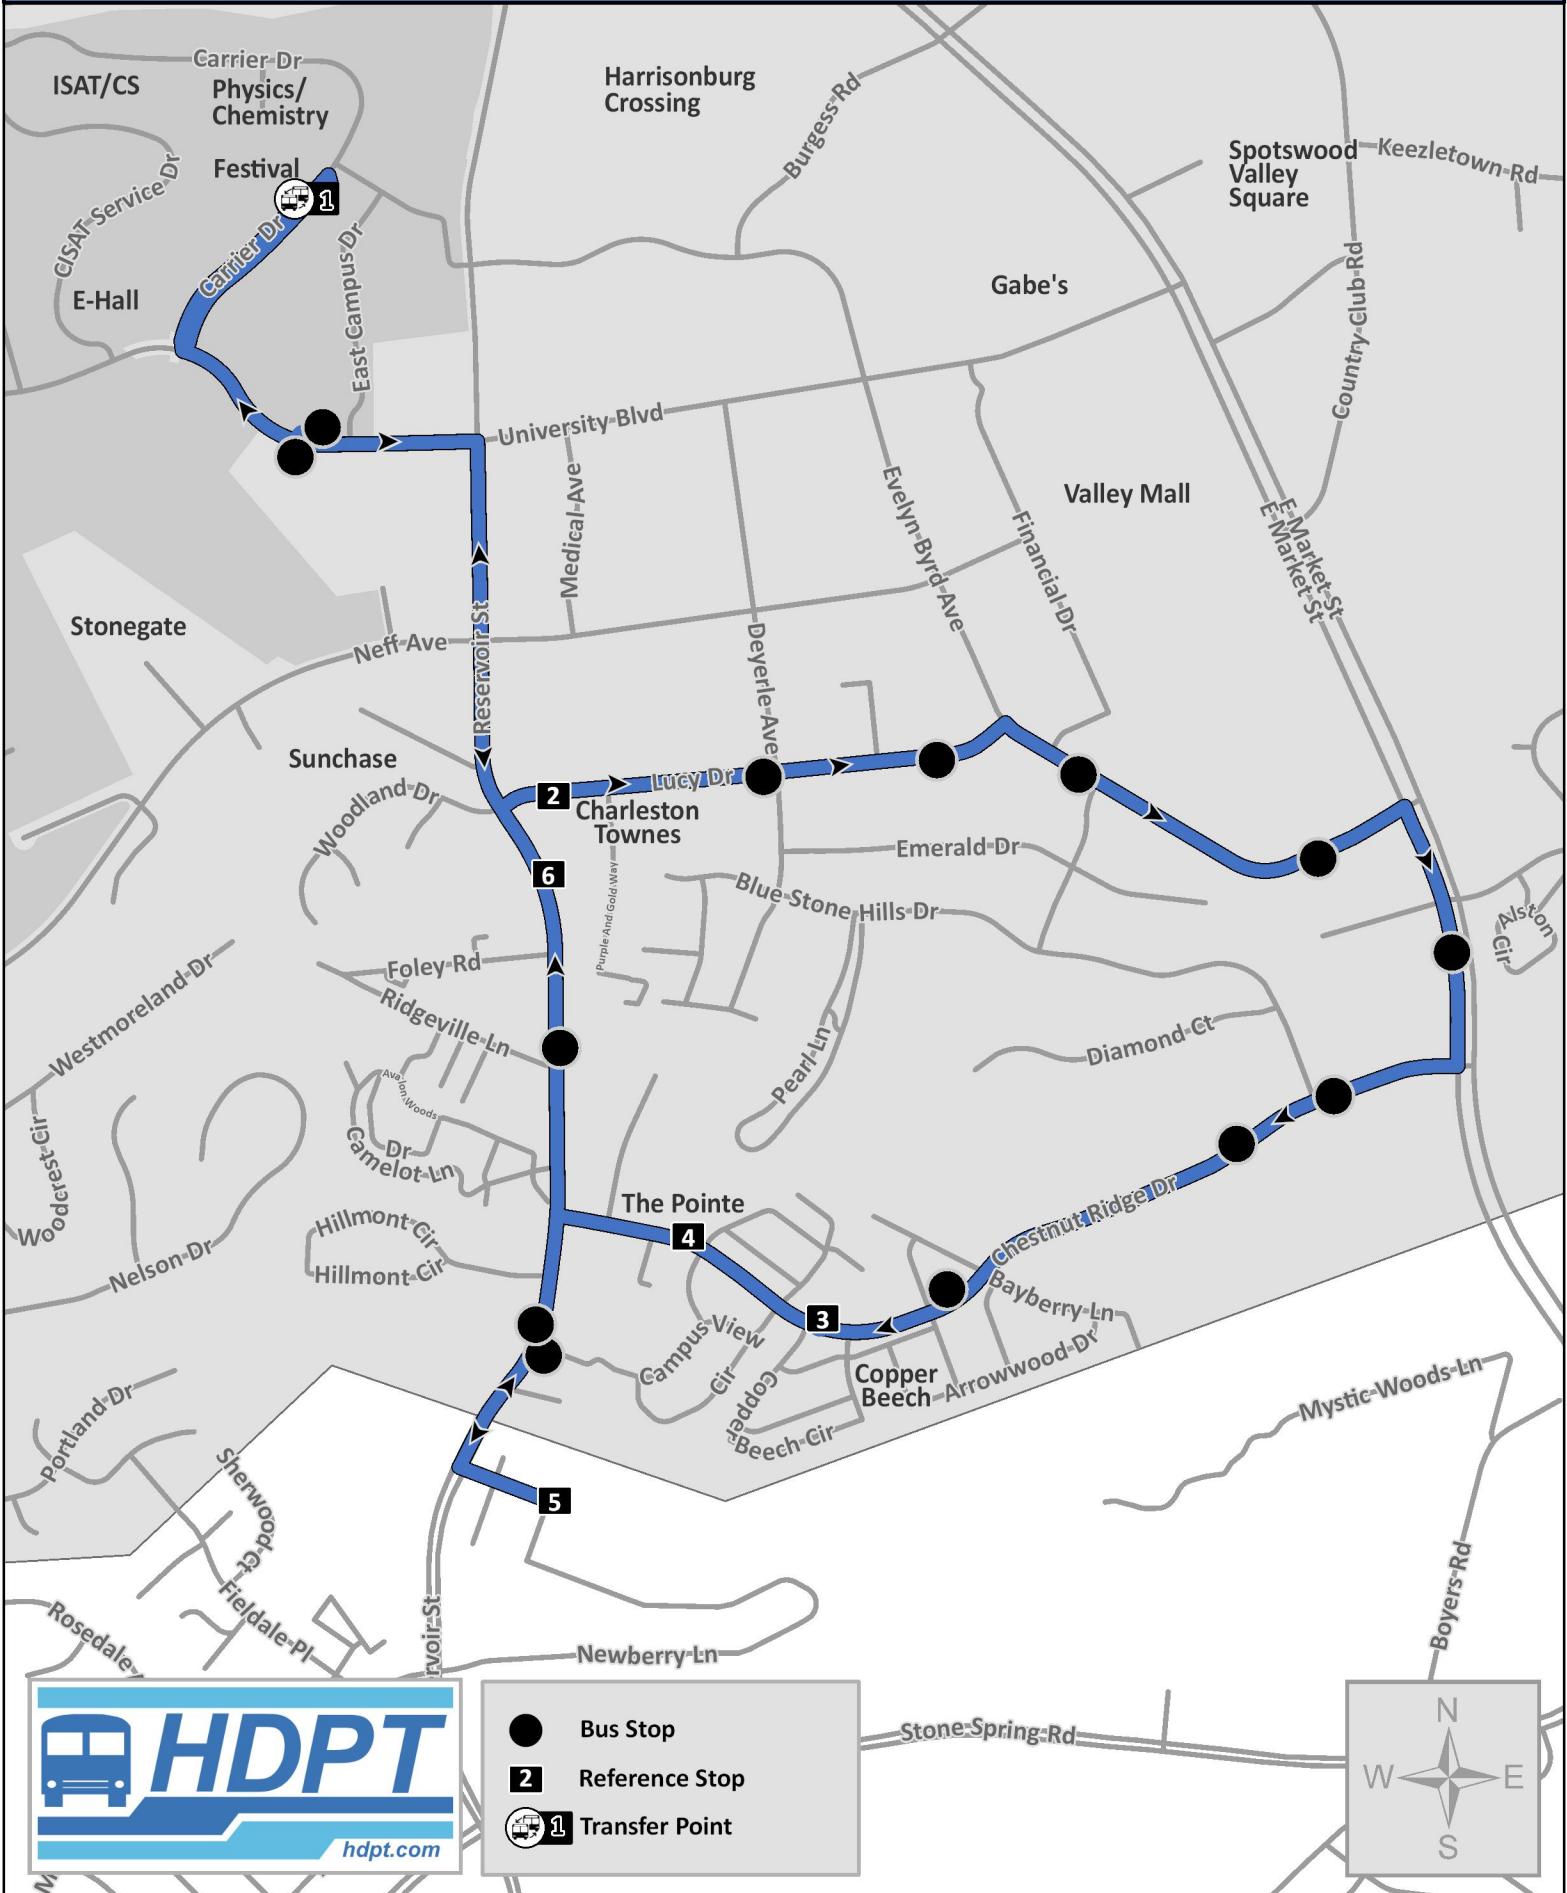 Carrier Dr
ISAT/CS
Physics/
Chemistry
Harrisonburg
Crossing
Burgess Rd
Spotswood
Valley
Square
Keezletown Rd
Festival
1
CISAT Service Dr
Carrier Dr
East Campus Dr
E-Hall
Gabe's
Country Club Rd
University Blvd
Medical Ave
Evelyn Byrd Ave
Financial Dr
Valley Mall
E Market St
E Market St
Stonegate
Neff Ave
Reservoir St
Deyerle Ave
Sunchase
Woodland Dr
2
Lucy Dr
Charleston
Townes
6
Purple And Gold Way
Emerald Dr
Blue Stone Hills Dr
Alston
Cir
Foley Rd
Ridgeville Ln
Westmoreland Dr
Pearl Ln
Diamond Ct
Avalon Woods
Dr
Camelot Ln
Woodcrest Cir
Nelson Dr
Hillmont Cir
Hillmont Cir
The Pointe
4
Chestnut Ridge Dr
Bayberry Ln
3
Campus View
Cir
Copper
Beech Cir
Copper
Beech
Arrowwood Dr
Mystic Woods Ln
Portland Dr
Sherwood Ct
5
Boyers Rd
Fieldale Pl
Rosedale
rvoir St
Newberry Ln
Stone Spring Rd
HDPT
hdpt.com
Bus Stop
2 Reference Stop
1 Transfer Point
N
W E
S
M